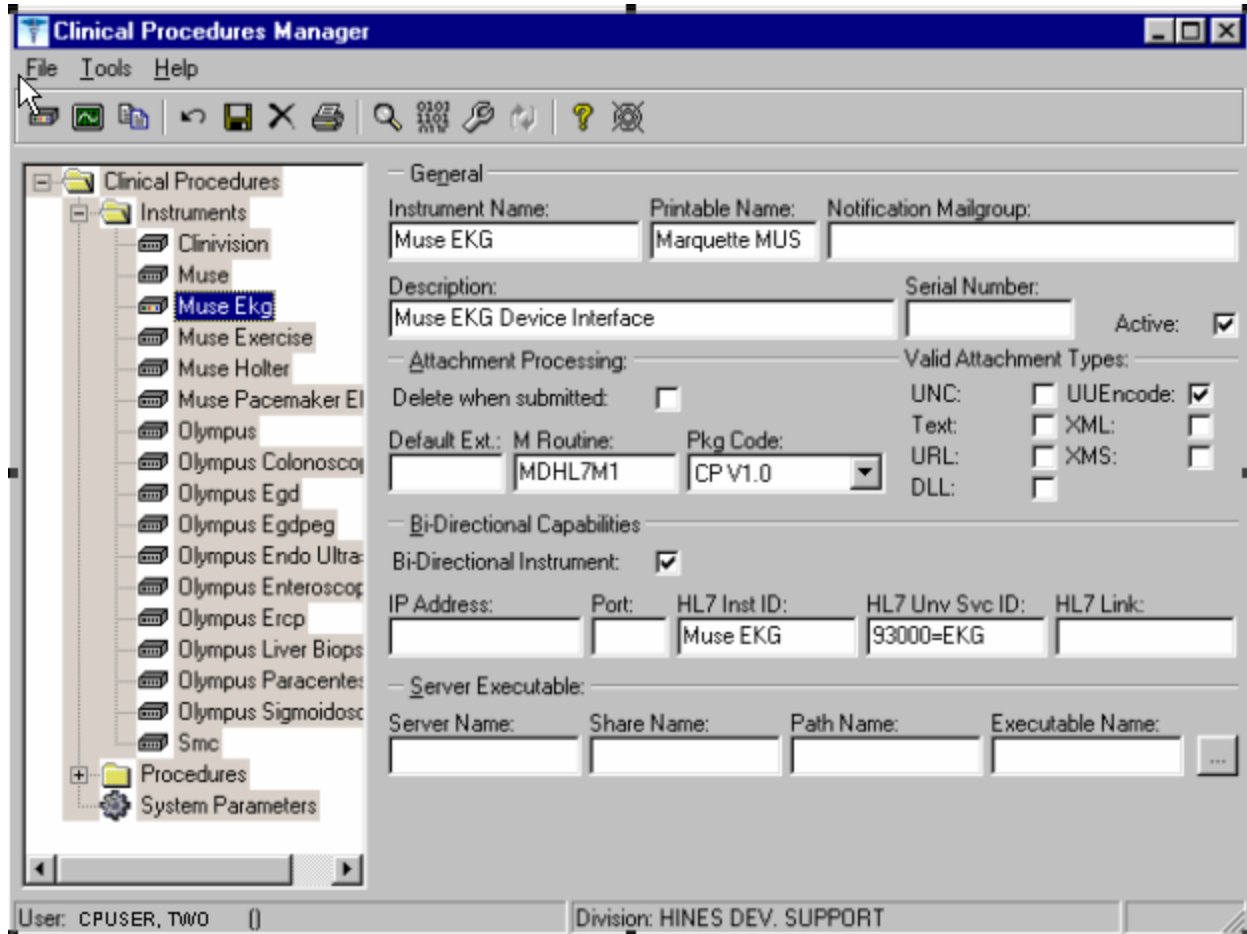 Clinical Procedures Manager
File Tools Help
Clinical Procedures
Instruments
Clinivision
Muse
Muse Ekg
Muse Exercise
Muse Holter
Muse Pacemaker El
Olympus
Olympus Colonoscop
Olympus Egd
Olympus Egdpeg
Olympus Endo Ultra
Olympus Enteroscop
Olympus Ercp
Olympus Liver Biops
Olympus Paracentes
Olympus Sigmoidosc
Smc
Procedures
System Parameters
General
Instrument Name: Printable Name: Notification Mailgroup:
Muse EKG Marquette MUS
Description: Serial Number:
Muse EKG Device Interface
Active:
Attachment Processing: Valid Attachment Types:
Delete when submitted: UNC: UUEncode:
Text: XML:
Default Ext.: M Routine: Pkg Code:
URL: XMS:
MDHL7M1 CP V1.0
DLL:
Bi-Directional Capabilities
Bi-Directional Instrument:
IP Address: Port: HL7 Inst ID: HL7 Unv Svc ID: HL7 Link:
Muse EKG 93000=EKG
Server Executable:
Server Name: Share Name: Path Name: Executable Name:
...
User: CPUSER, TWO () Division: HINES DEV. SUPPORT